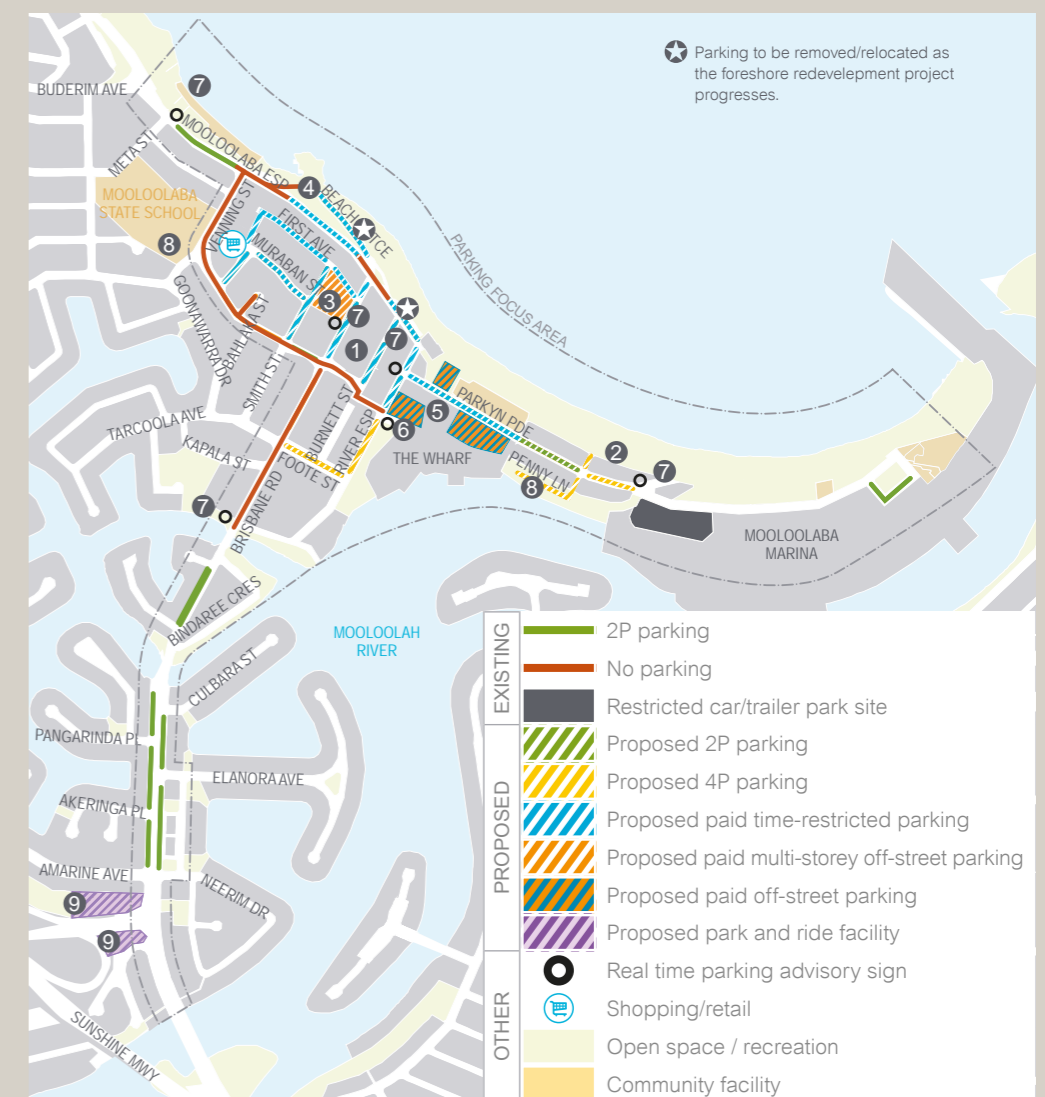 Parking to be removed/relocated as
the foreshore redevelepment project
progresses.
BUDERIM AVE
7
MOOLOOLABA ESP
META ST
MOOLOOLABA
STATE SCHOOL
8
VENNING ST
4
BEACH
TCE
FIRST AVE
MURABAN ST
3
7
1
7
PARKING FOCUS AREA
GOONAWARRA DR
BAHLAKA ST
SMITH ST
TARCOOLA AVE
KAPALA ST
BURNETT ST
RIVER ESP
FOOTE ST
BRISBANE RD
7
5
6
PARKYN PDE
THE WHARF
PENNY LN
8
2
7
MOOLOOLABA
MARINA
BINDAREE CRES
CULBARA ST
MOOLOOLAH
RIVER
PANGARINDA PL
ELANORA AVE
AKERINGA PL
AMARINE AVE
NEERIM DR
9
9
SUNSHINE MWY
EXISTING
2P parking
No parking
Restricted car/trailer park site
PROPOSED
Proposed 2P parking
Proposed 4P parking
Proposed paid time-restricted parking
Proposed paid multi-storey off-street parking
Proposed paid off-street parking
Proposed park and ride facility
OTHER
Real time parking advisory sign
Shopping/retail
Open space / recreation
Community facility